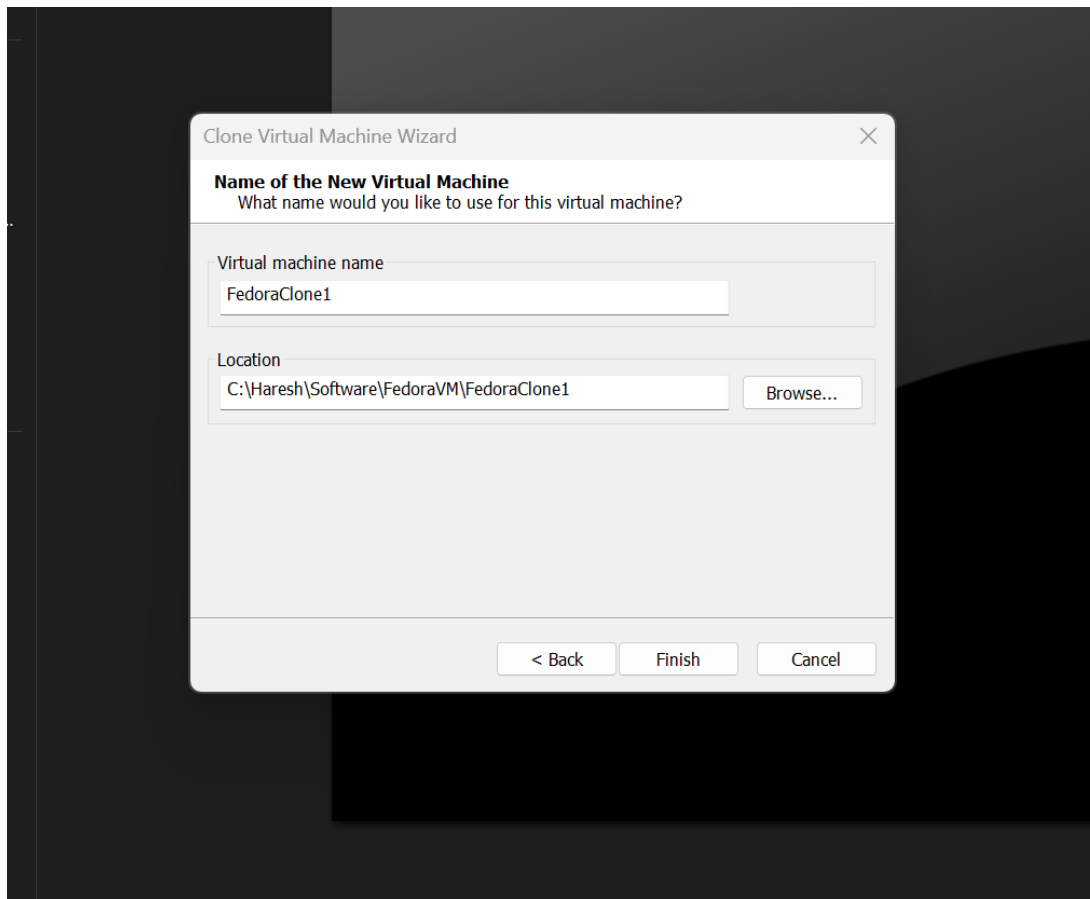 Clone Virtual Machine Wizard
Name of the New Virtual Machine
What name would you like to use for this virtual machine?
Virtual machine name
FedoraClone1
Location
C:\Haresh\Software\FedoraVM\FedoraClone1
Browse...
< Back
Finish
Cancel